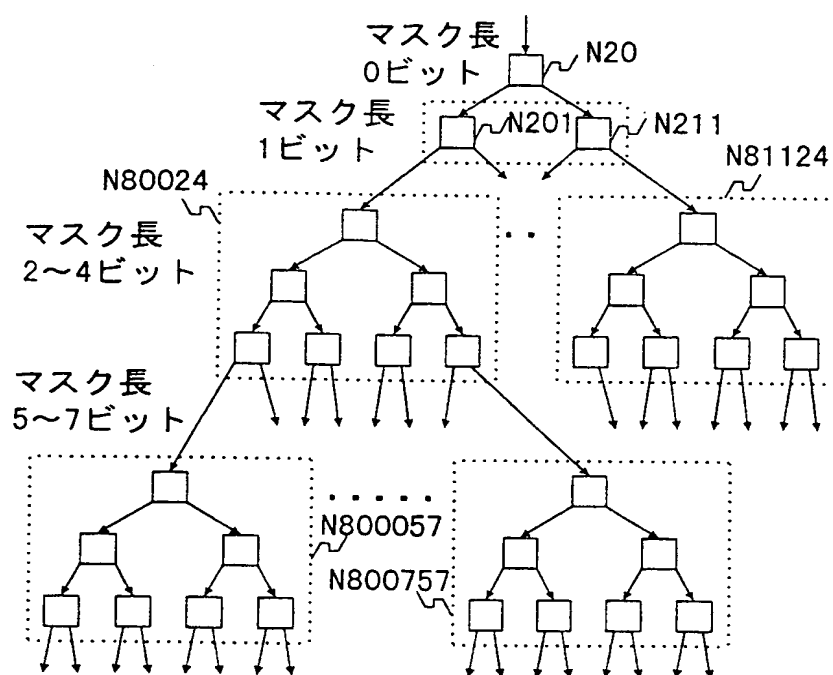 マスク長
0ビット
N20
マスク長
1ビット
N201
N211
N80024
N81124
マスク長
2〜4ビット
マスク長
5〜7ビット
N800057
N800757